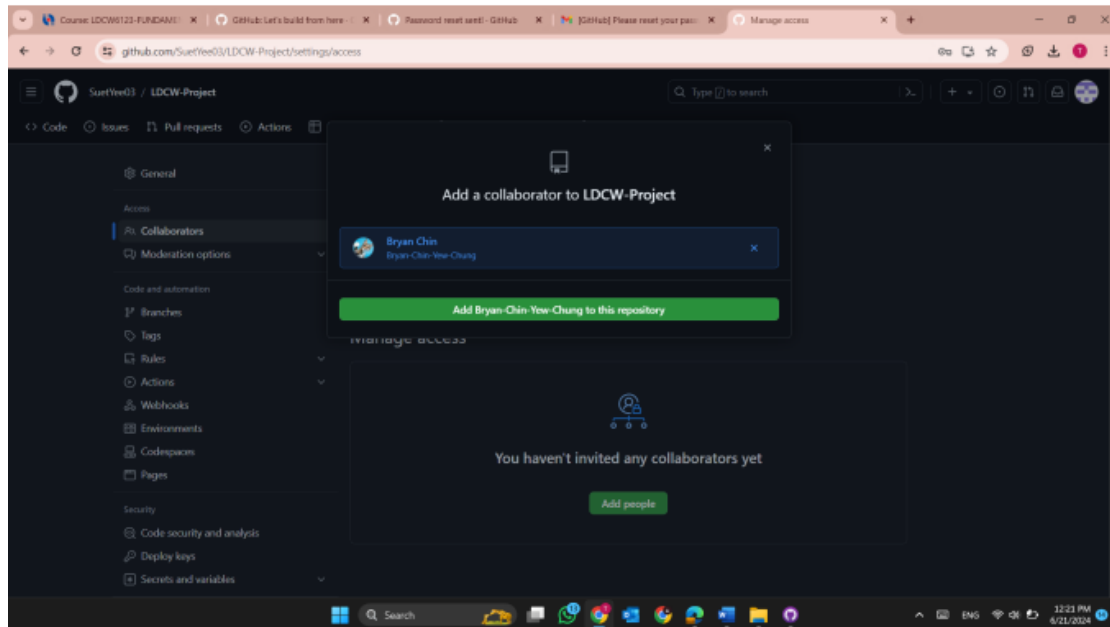 Course: LDCW6123-FUNDAME
GitHub: Let's build from here
Password reset sent! · GitHub
[GitHub] Please reset your pass
Manage access
github.com/SuetYee03/LDCW-Project/settings/access
T
SuetYee03 / LDCW-Project
Type / to search
Code
Issues
Pull requests
Actions
General
Access
Collaborators
Moderation options
Code and automation
Branches
Tags
Rules
Actions
Webhooks
Environments
Codespaces
Pages
Security
Code security and analysis
Deploy keys
Secrets and variables
Add a collaborator to LDCW-Project
Bryan Chin
Bryan-Chin-Yew-Chung
Add Bryan-Chin-Yew-Chung to this repository
Manage access
You haven't invited any collaborators yet
Add people
Search
ENG
12:21 PM
6/21/2024